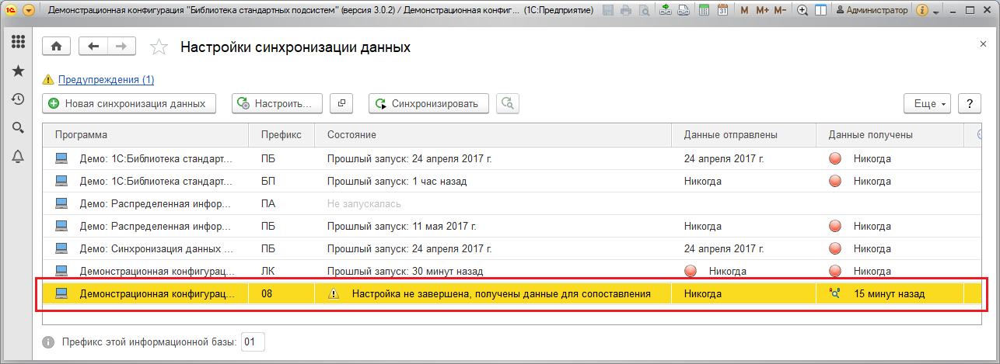 Демонстрационная конфигурация "Библиотека стандартных подсистем" (версия 3.0.2) / Демонстрационная конфиг... (1С:Предприятие)
31 M M+ M- Администратор
Настройки синхронизации данных
Предупреждения (1)
Новая синхронизация данных Настроить... Синхронизировать Еще ?
Программа Префикс Состояние Данные отправлены Данные получены
Демо: 1С:Библиотека стандарт... ПБ Прошлый запуск: 24 апреля 2017 г. 24 апреля 2017 г. Никогда
Демо: 1С:Библиотека стандарт... БП Прошлый запуск: 1 час назад Никогда Никогда
Демо: Распределенная инфор... ПА Не запускалась
Демо: Распределенная инфор... ПБ Прошлый запуск: 11 мая 2017 г. Никогда Никогда
Демо: Синхронизация данных ... ПБ Прошлый запуск: 24 апреля 2017 г. 24 апреля 2017 г. Никогда
Демонстрационная конфигурац... ЛК Прошлый запуск: 30 минут назад Никогда Никогда
Демонстрационная конфигурац... 08 Настройка не завершена, получены данные для сопоставления Никогда 15 минут назад
Префикс этой информационной базы: 01